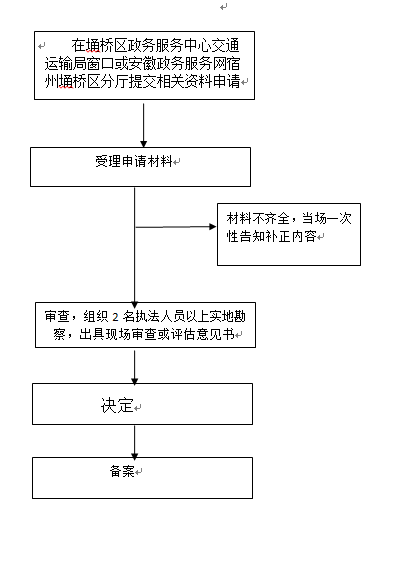 在埇桥区政务服务中心交通
运输局窗口或安徽政务服务网宿
州埇桥区分厅提交相关资料申请
受理申请材料
材料不齐全，当场一次
性告知补正内容
审查，组织 2 名执法人员以上实地勘
察，出具现场审查或评估意见书
决定
备案